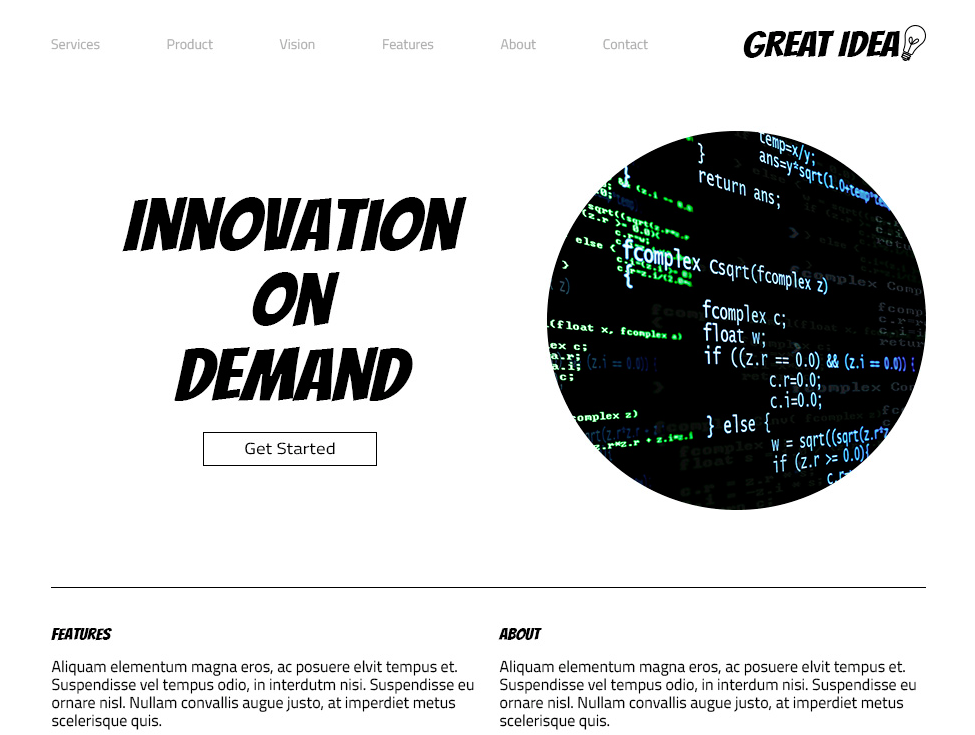 Services Product Vision Features About Contact GREAT IDEA
INNOVATION
ON
DEMAND
Get Started
temp=x/y;
}
ans=y*sqrt(1.0+temp*te
return ans;
fcomplex Csqrt(fcomplex z)
{
fcomplex c;
float w;
if ((z.r == 0.0) && (z.i == 0.0)) {
c.r=0.0;
c.i=0.0;
} else {
w = sqrt((sqrt(z.r*z
if (z.r >= 0.0){
(float x, fcomplex a)
FEATURES
Aliquam elementum magna eros, ac posuere elvit tempus et.
Suspendisse vel tempus odio, in interdutm nisi. Suspendisse eu
ornare nisl. Nullam convallis augue justo, at imperdiet metus
scelerisque quis.
ABOUT
Aliquam elementum magna eros, ac posuere elvit tempus et.
Suspendisse vel tempus odio, in interdum nisi. Suspendisse eu
ornare nisl. Nullam convallis augue justo, at imperdiet metus
scelerisque quis.